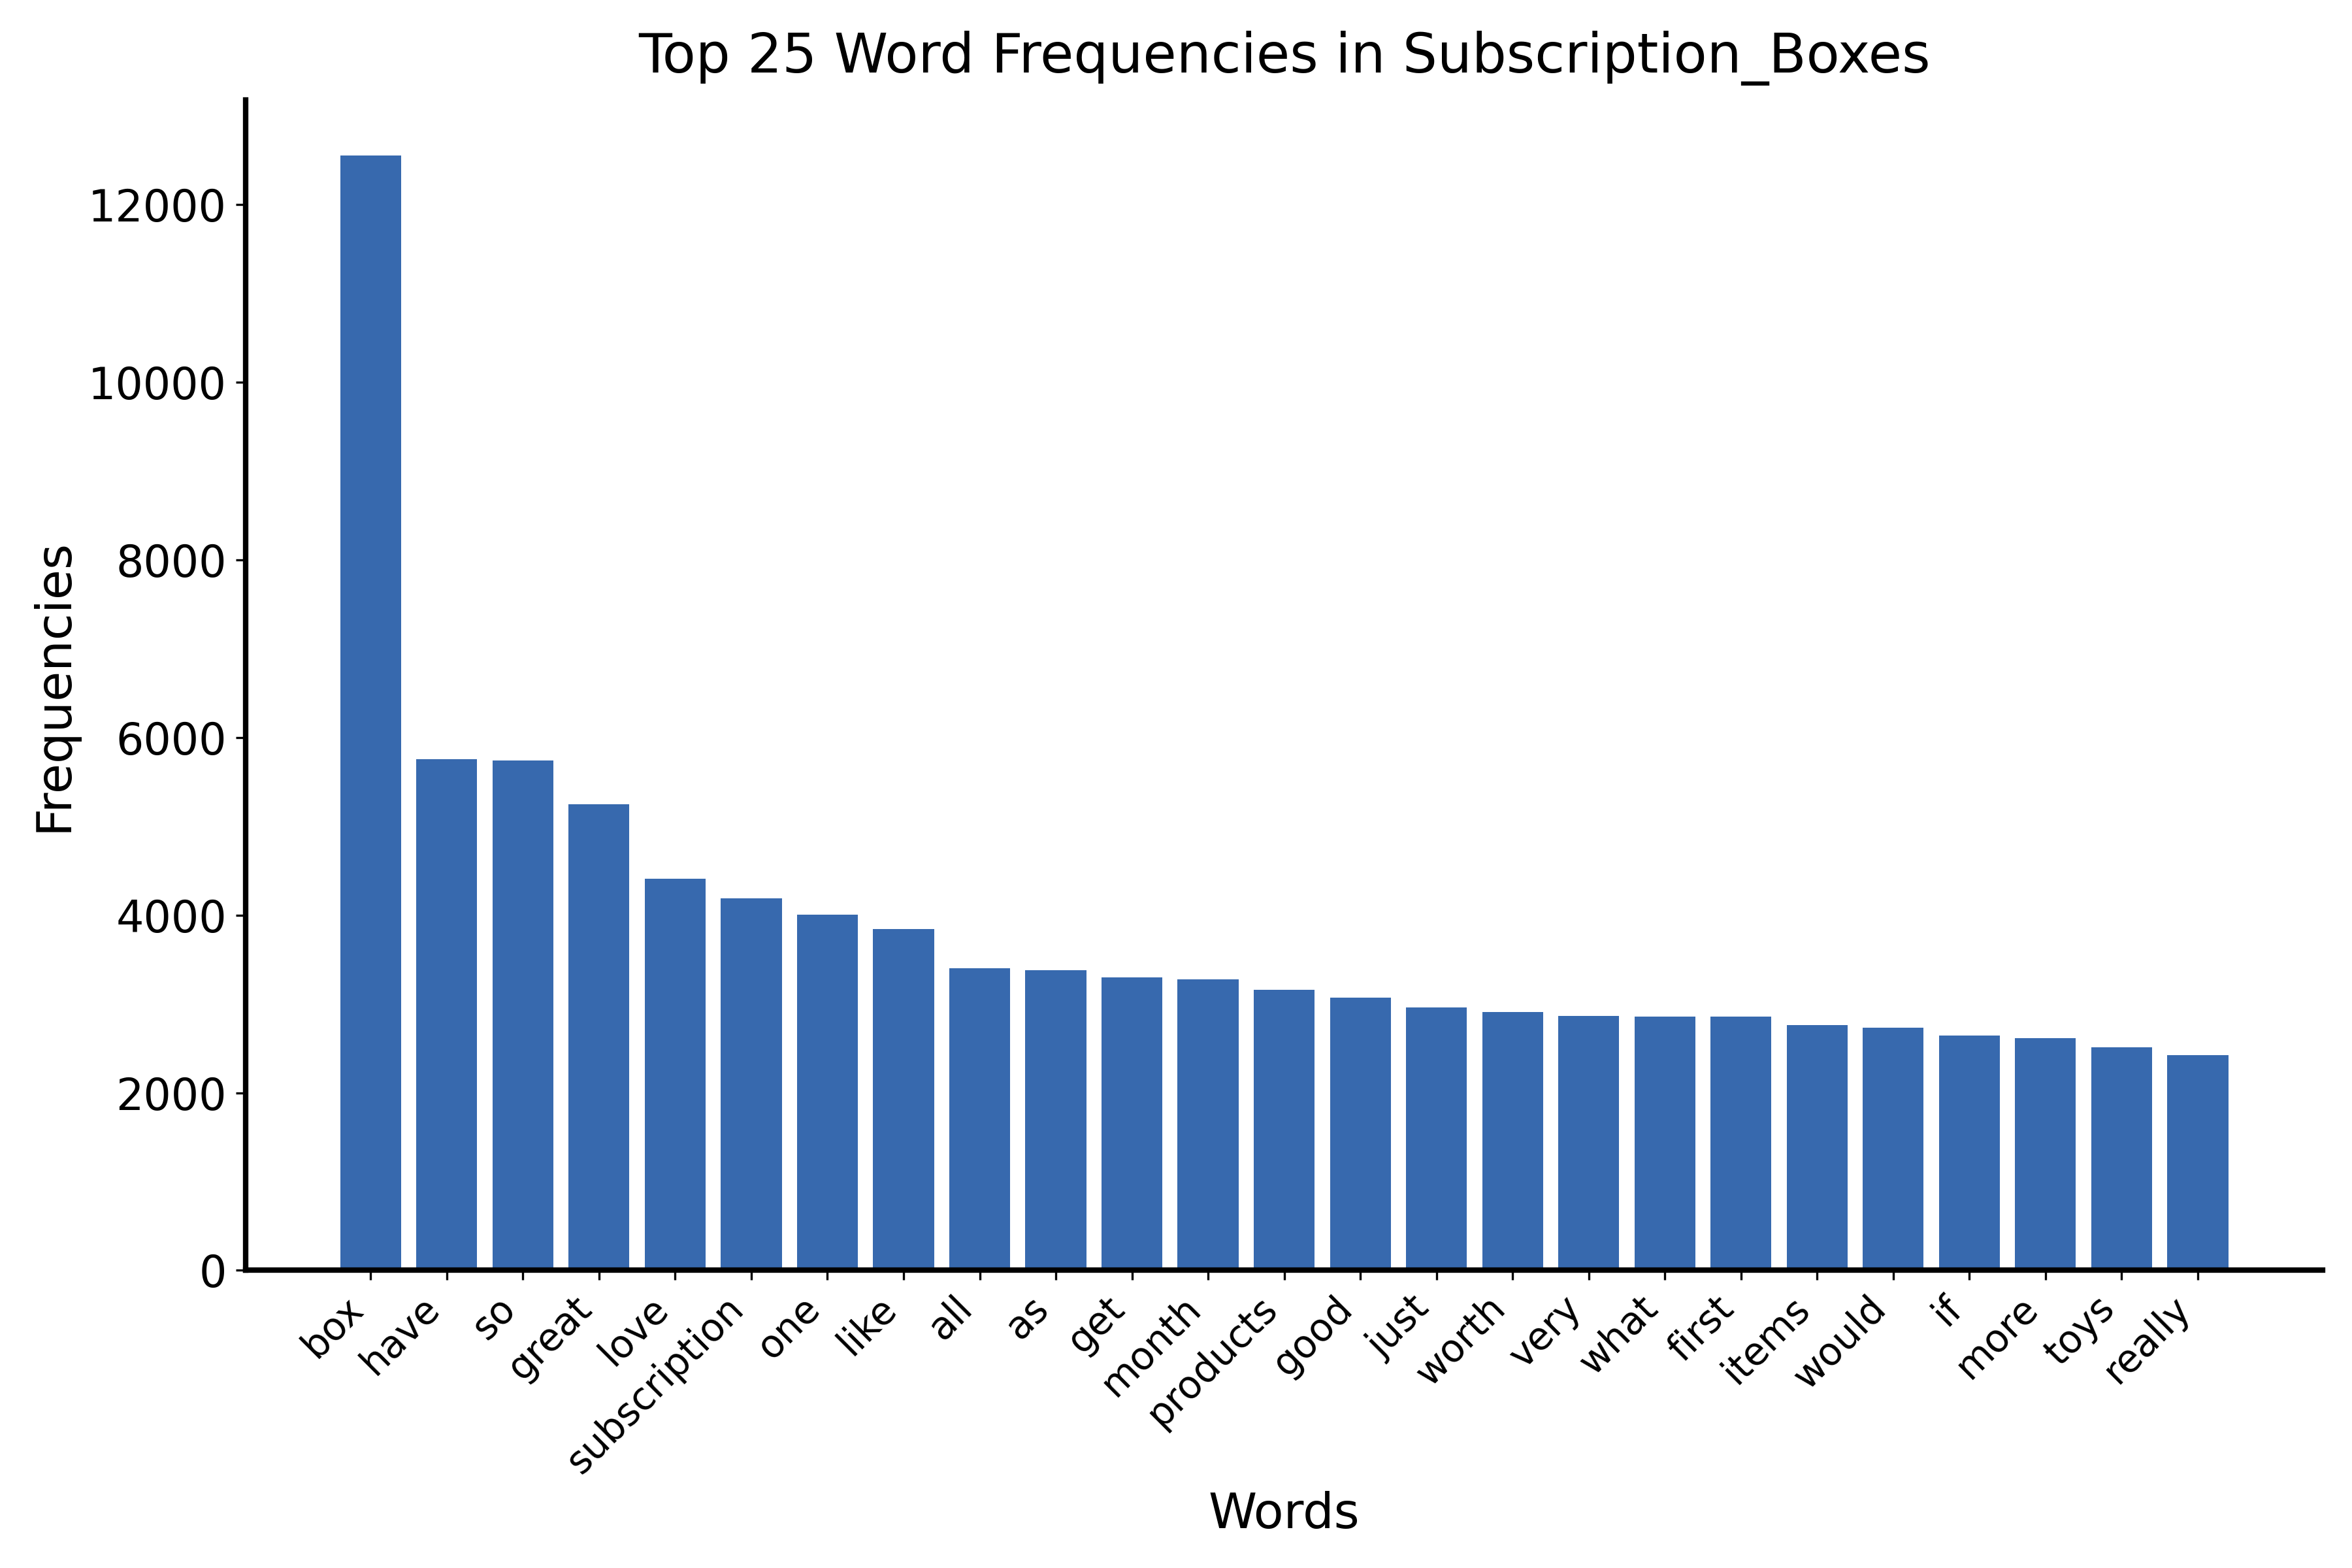 Top 25 Word Frequencies in Subscription_Boxes
Frequencies
12000
10000
8000
6000
4000
2000
0
box
have
so
great
love
subscription
one
like
all
as
get
month
products
good
just
worth
very
what
first
items
would
if
more
toys
really
Words